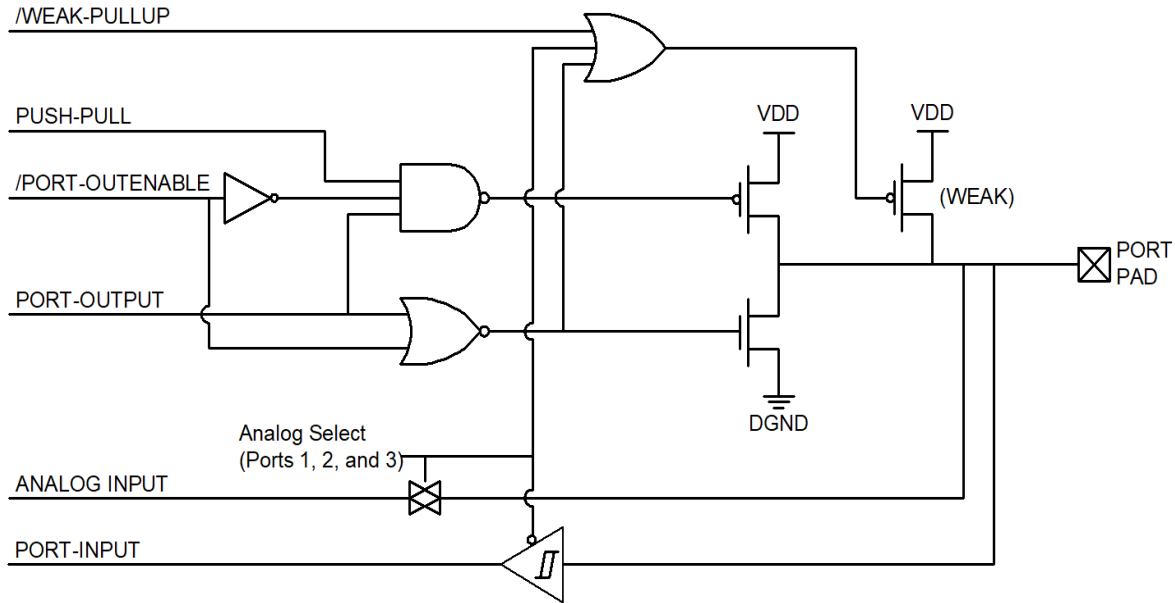 /WEAK-PULLUP
PUSH-PULL
VDD
VDD
/PORT-OUTENABLE
(WEAK)
PORT
PAD
PORT-OUTPUT
DGND
Analog Select
(Ports 1, 2, and 3)
ANALOG INPUT
PORT-INPUT